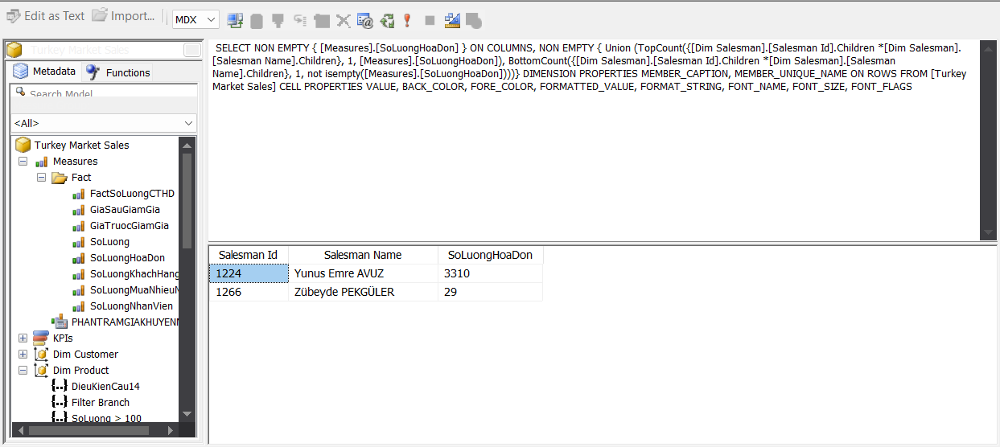 Edit as Text Import... MDX
Turkey Market Sales
Metadata Functions
Search Model
<All>
Turkey Market Sales
Measures
Fact
FactSoLuongCTHD
GiaSauGiamGia
GiaTruocGiamGia
SoLuong
SoLuongHoaDon
SoLuongKhachHang
SoLuongMuaNhieuN
SoLuongNhanVien
PHANTRAMGIAKHUYENM
KPIs
Dim Customer
Dim Product
DieuKienCau14
Filter Branch
SoLuong > 100
SELECT NON EMPTY { [Measures].[SoLuongHoaDon] } ON COLUMNS, NON EMPTY { Union (TopCount({[Dim Salesman].[Salesman Id].Children *[Dim Salesman].
[Salesman Name].Children}, 1, [Measures].[SoLuongHoaDon]), BottomCount({[Dim Salesman].[Salesman Id].Children *[Dim Salesman].[Salesman
Name].Children}, 1, not isempty([Measures].[SoLuongHoaDon])))} DIMENSION PROPERTIES MEMBER_CAPTION, MEMBER_UNIQUE_NAME ON ROWS FROM [Turkey
Market Sales] CELL PROPERTIES VALUE, BACK_COLOR, FORE_COLOR, FORMATTED_VALUE, FORMAT_STRING, FONT_NAME, FONT_SIZE, FONT_FLAGS
Salesman Id Salesman Name SoLuongHoaDon
1224 Yunus Emre AVUZ 3310
1266 Zübeyde PEKGÜLER 29